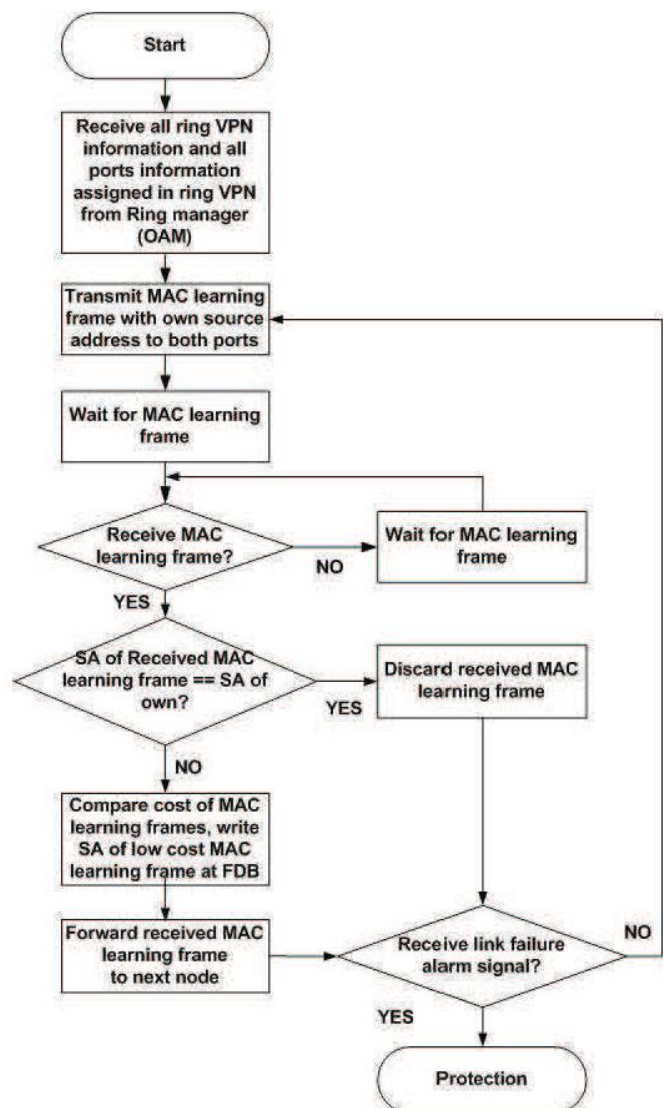 Start
Receive all ring VPN
information and all
ports information
assigned in ring VPN
from Ring manager
(OAM)
Transmit MAC learning
frame with own source
address to both ports
Wait for MAC learning
frame
Receive MAC
learning frame?
NO
Wait for MAC learning
frame
YES
SA of Received MAC
learning frame == SA of
own?
YES
Discard received MAC
learning frame
NO
Compare cost of MAC
learning frames, write
SA of low cost MAC
learning frame at FDB
Forward received MAC
learning frame
to next node
Receive link failure
alarm signal?
NO
YES
Protection